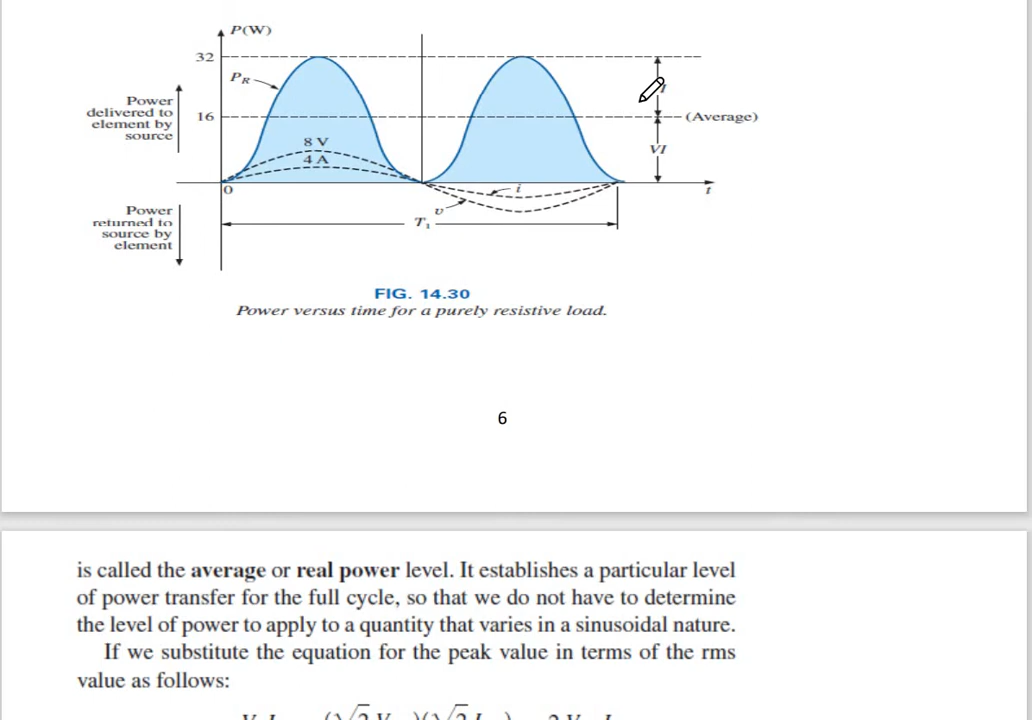 P(W)
32
P_R
Power
delivered to
element by
source
16
(Average)
8 V
4 A
VI
0
i
t
v
T₁
Power
returned to
source by
element
FIG. 14.30
Power versus time for a purely resistive load.
6
is called the average or real power level. It establishes a particular level
of power transfer for the full cycle, so that we do not have to determine
the level of power to apply to a quantity that varies in a sinusoidal nature.
If we substitute the equation for the peak value in terms of the rms
value as follows: